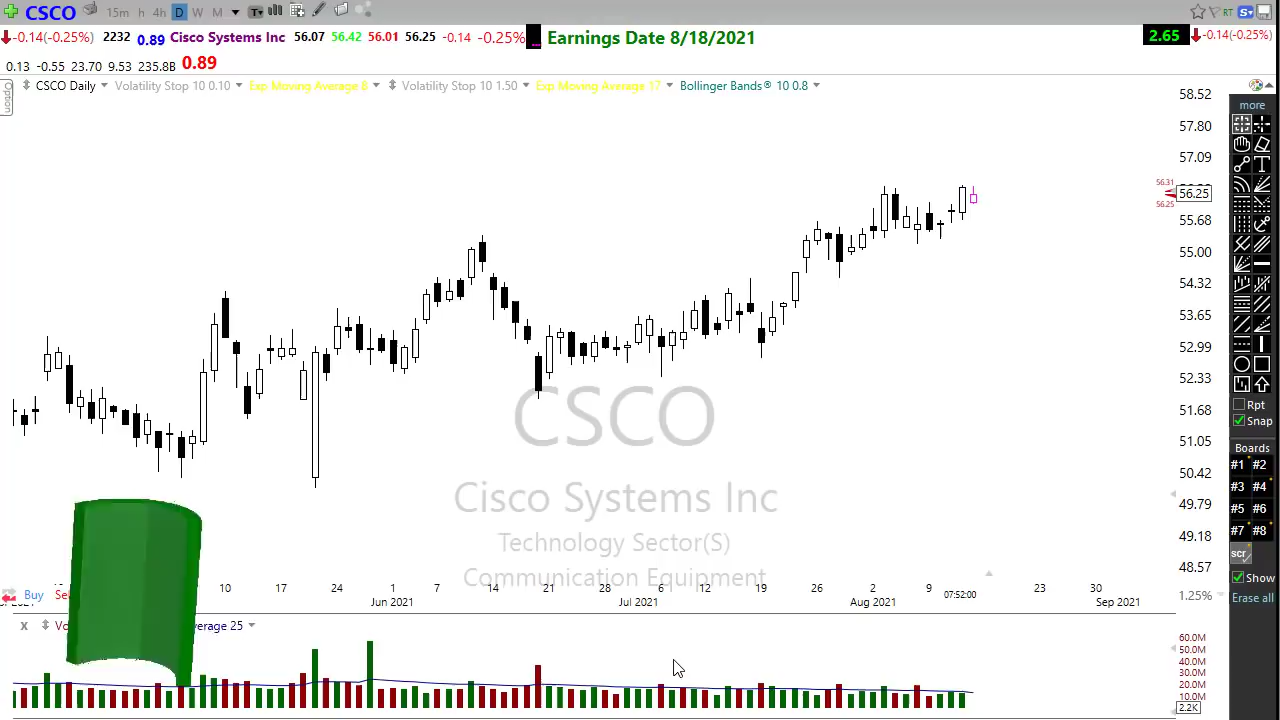 CSCO 15m h 4h D W M T RT S
-0.14(-0.25%) 2232 0.89 Cisco Systems Inc 56.07 56.42 56.01 56.25 -0.14 -0.25% Earnings Date 8/18/2021 2.65 -0.14(-0.25%)
0.13 -0.55 23.70 9.53 235.8B 0.89
Option
CSCO Daily Volatility Stop 10 0.10 Exp Moving Average 8 Volatility Stop 10 1.50 Exp Moving Average 17 Bollinger Bands® 10 0.8
58.52
57.80
57.09
56.31
56.25
56.25
55.68
55.00
54.32
53.65
52.99
52.33
51.68
51.05
50.42
49.79
49.18
48.57
more
Rpt
Snap
Boards
#1 #2
#3 #4
#5 #6
#7 #8
scr
Show
Erase all
CSCO
Cisco Systems Inc
Technology Sector(S)
Communication Equipment
10 17 24 1 7 14 21 28 6 12 19 26 2 9 07:52:00 23 30
Jun 2021 Jul 2021 Aug 2021 Sep 2021
Buy
1.25%
X
verage 25
60.0M
50.0M
40.0M
30.0M
20.0M
10.0M
2.2K